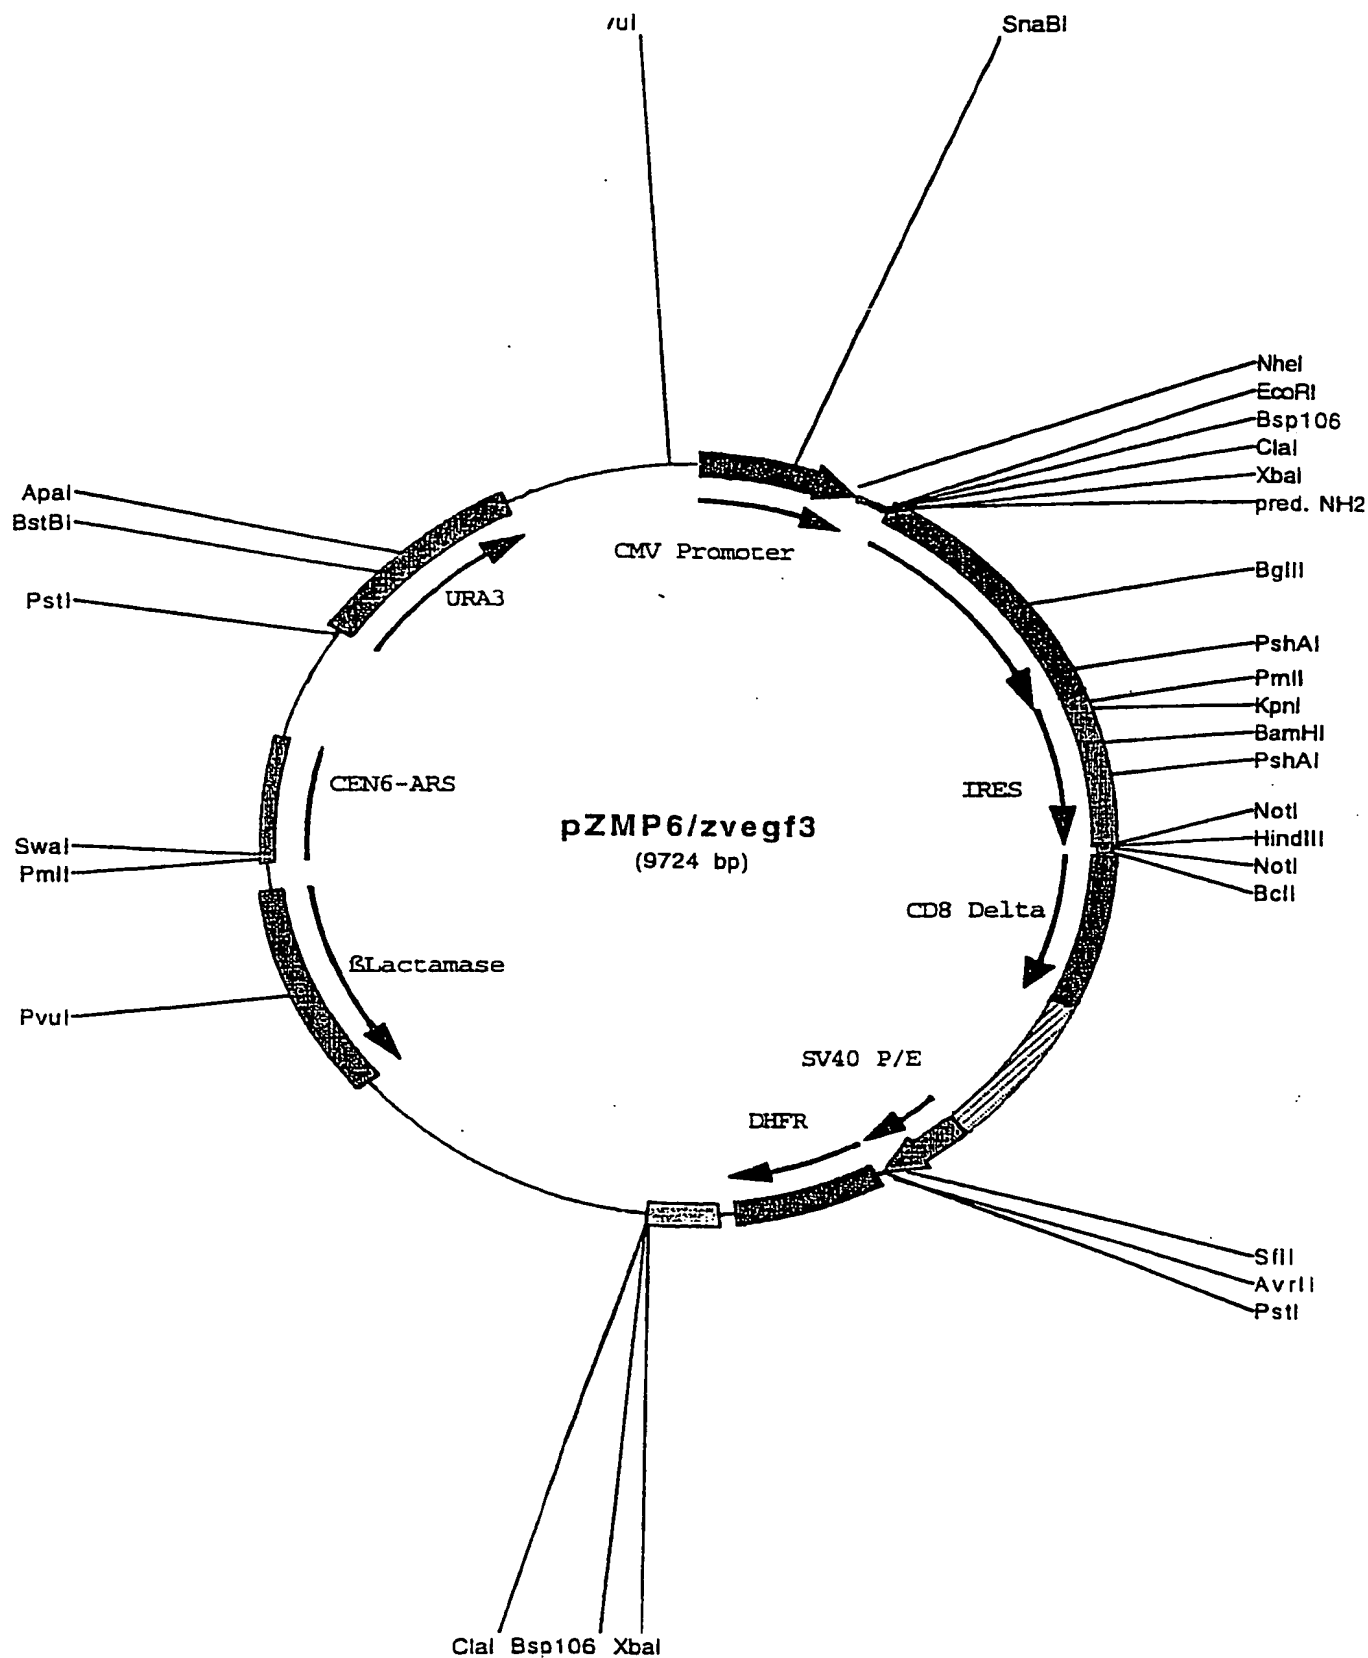 SnaBI
NheI
EcoRI
Bsp106
ClaI
XbaI
pred. NH2
ApaI
BstBI
PstI
CMV Promoter
URA3
BglII
PshAI
PmlI
KpnI
BamHI
PshAI
CEN6-ARS
IRES
pZMP6/zvegf3
(9724 bp)
NotI
HindIII
NotI
BclI
SwaI
PmlI
CD8 Delta
ßLactamase
PvuI
SV40 P/E
DHFR
SfiI
AvrII
PstI
ClaI Bsp106 XbaI